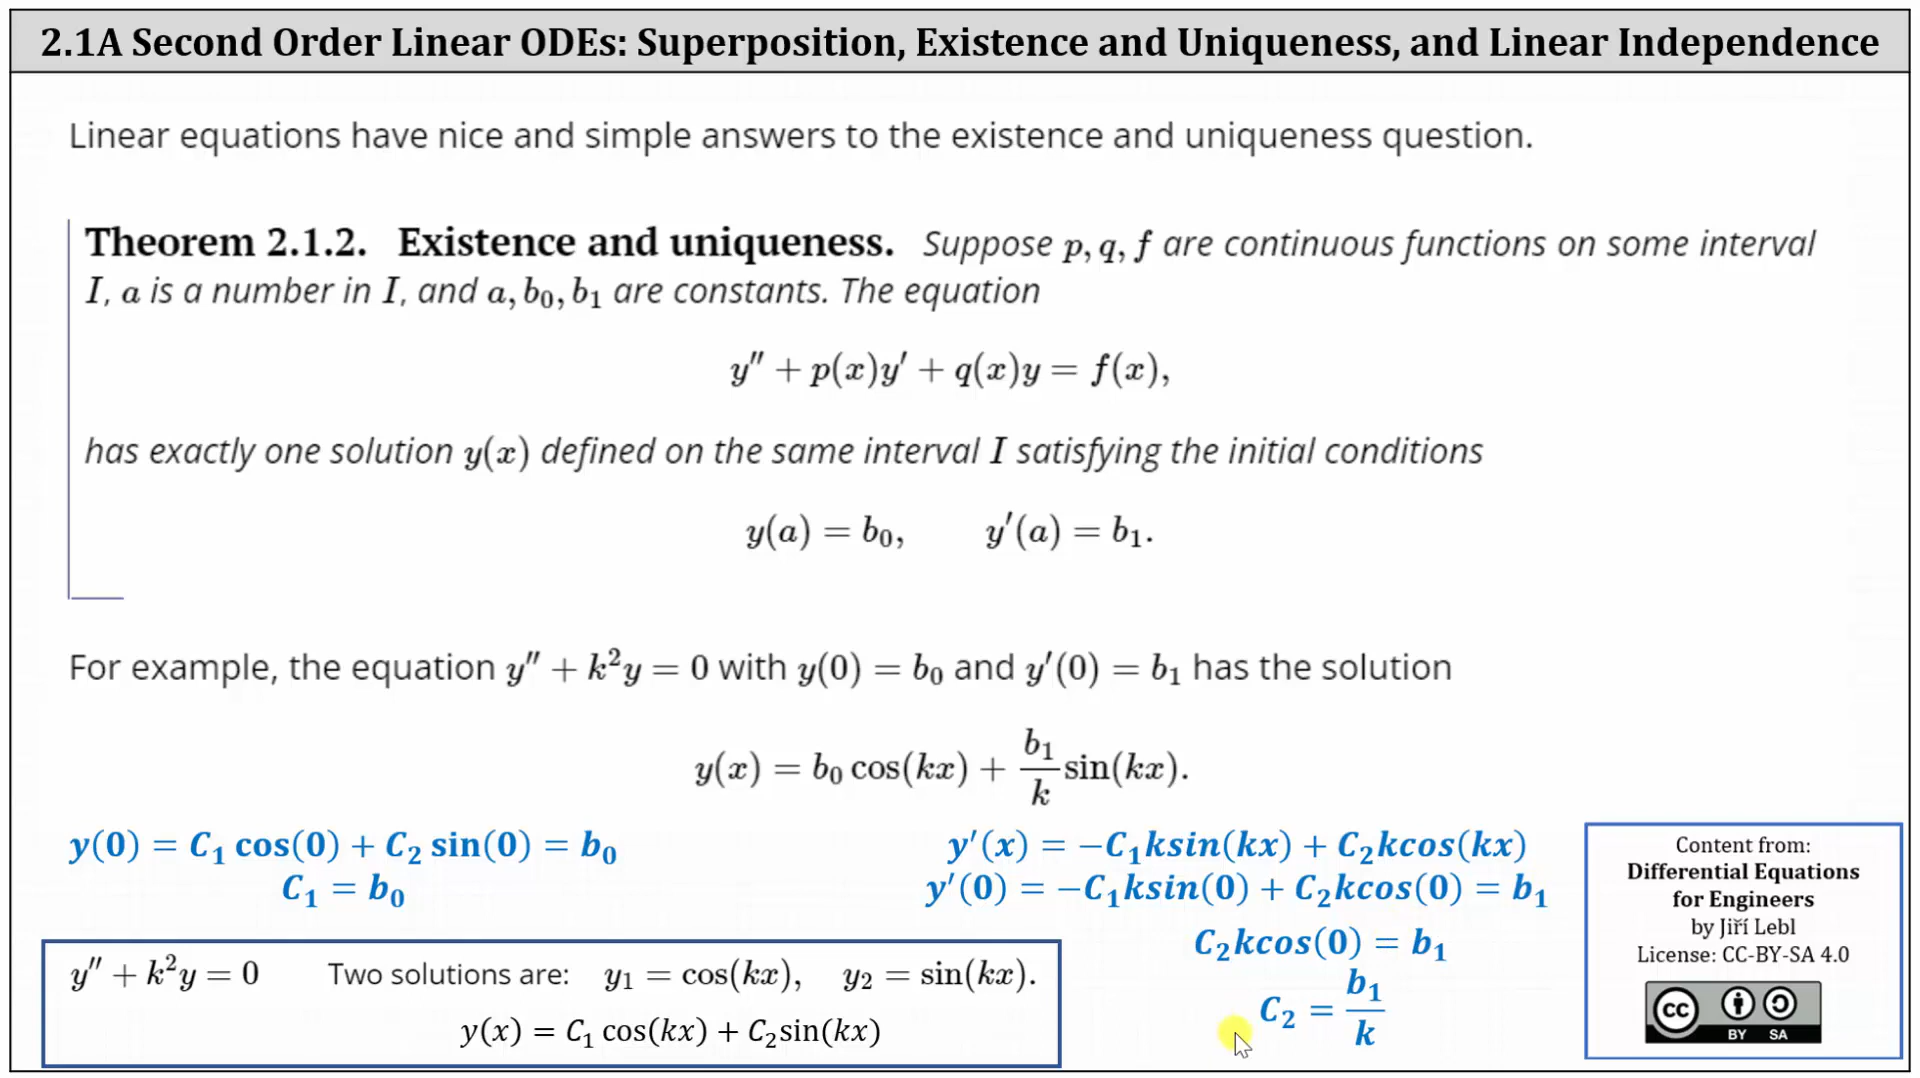 2.1A Second Order Linear ODEs: Superposition, Existence and Uniqueness, and Linear Independence
Linear equations have nice and simple answers to the existence and uniqueness question.
Theorem 2.1.2. Existence and uniqueness. Suppose p, q, f are continuous functions on some interval
I, a is a number in I, and a, b₀, b₁ are constants. The equation
y″ + p(x)y′ + q(x)y = f(x),
has exactly one solution y(x) defined on the same interval I satisfying the initial conditions
y(a) = b₀, y′(a) = b₁.
For example, the equation y″ + k²y = 0 with y(0) = b₀ and y′(0) = b₁ has the solution
y(x) = b₀ cos(kx) + b₁/k sin(kx).
y(0) = C₁ cos(0) + C₂ sin(0) = b₀
C₁ = b₀
y″ + k²y = 0 Two solutions are: y₁ = cos(kx), y₂ = sin(kx).
y(x) = C₁ cos(kx) + C₂sin(kx)
y′(x) = −C₁ksin(kx) + C₂kcos(kx)
y′(0) = −C₁ksin(0) + C₂kcos(0) = b₁
C₂kcos(0) = b₁
C₂ = b₁/k
Content from:
Differential Equations
for Engineers
by Jiří Lebl
License: CC-BY-SA 4.0
cc
BY SA